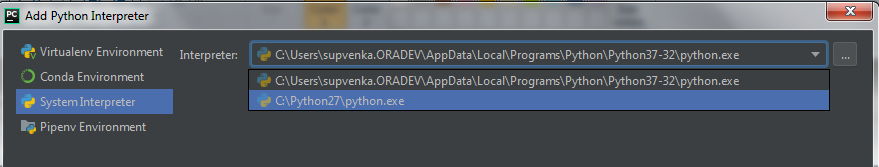 PC Add Python Interpreter
Virtualenv Environment
Conda Environment
System Interpreter
Pipenv Environment
Interpreter: C:\Users\supvenka.ORADEV\AppData\Local\Programs\Python\Python37-32\python.exe ...
C:\Users\supvenka.ORADEV\AppData\Local\Programs\Python\Python37-32\python.exe
C:\Python27\python.exe